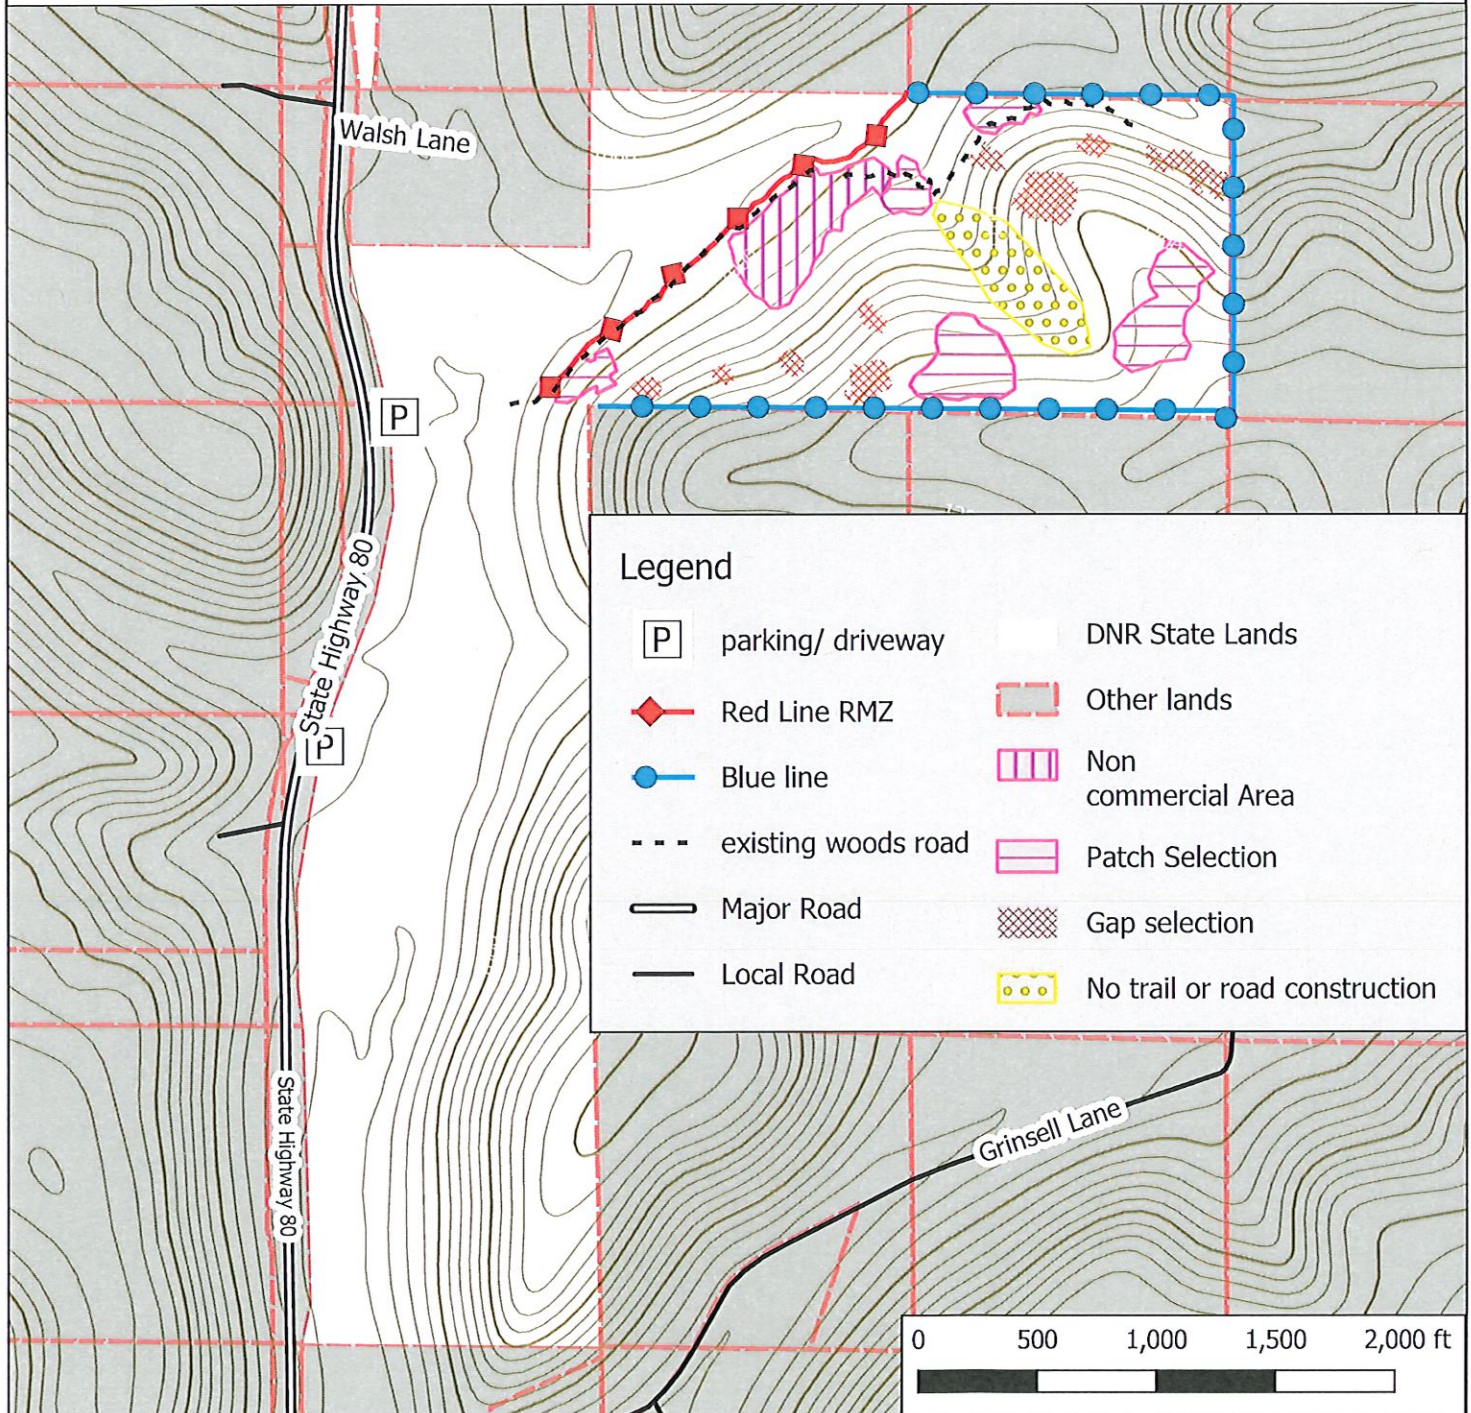 Walsh Lane
P
State Highway 80
P
Legend
P parking/ driveway
Red Line RMZ
Blue line
existing woods road
Major Road
Local Road
DNR State Lands
Other lands
Non
commercial Area
Patch Selection
Gap selection
No trail or road construction
State Highway 80
Grinsell Lane
0 500 1,000 1,500 2,000 ft